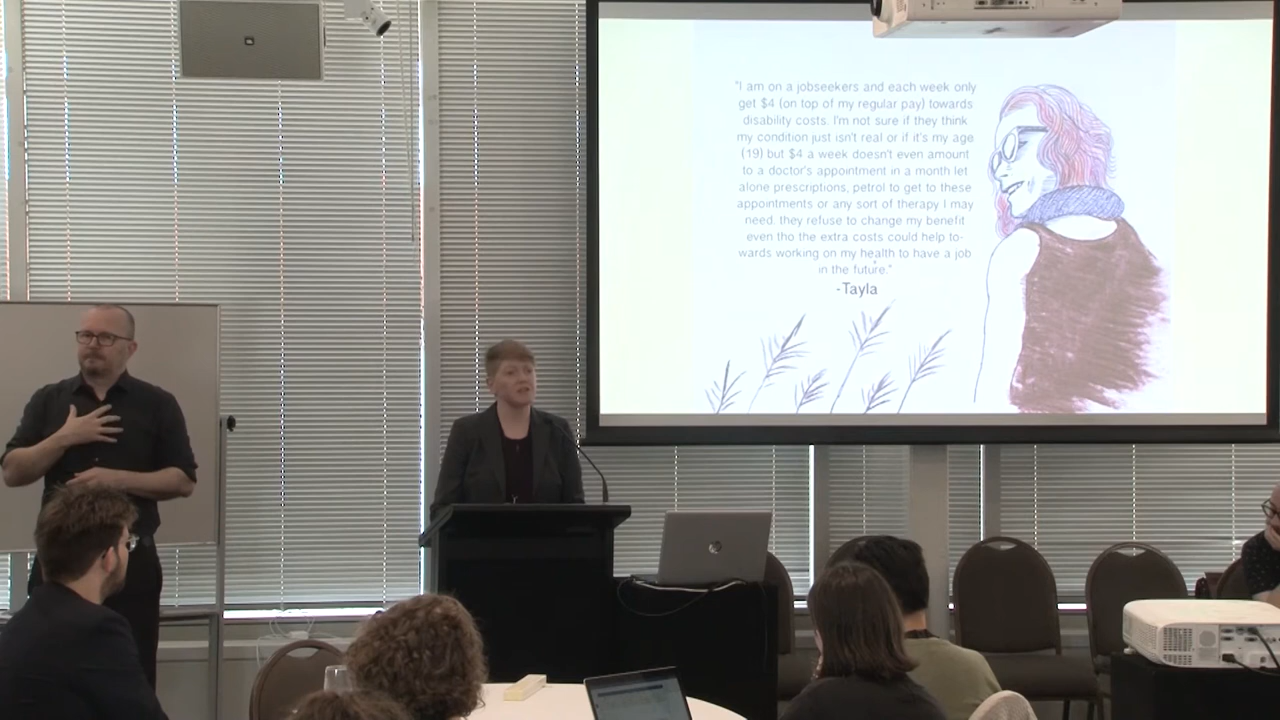 "I am on a jobseekers and each week only
get $4 (on top of my regular pay) towards
disability costs. I'm not sure if they think
my condition just isn't real or if it's my age
(19) but $4 a week doesn't even amount
to a doctor's appointment in a month let
alone prescriptions, petrol to get to these
appointments or any sort of therapy I may
need. they refuse to change my benefit
even tho the extra costs could help to-
wards working on my health to have a job
in the future."
-Tayla
hp